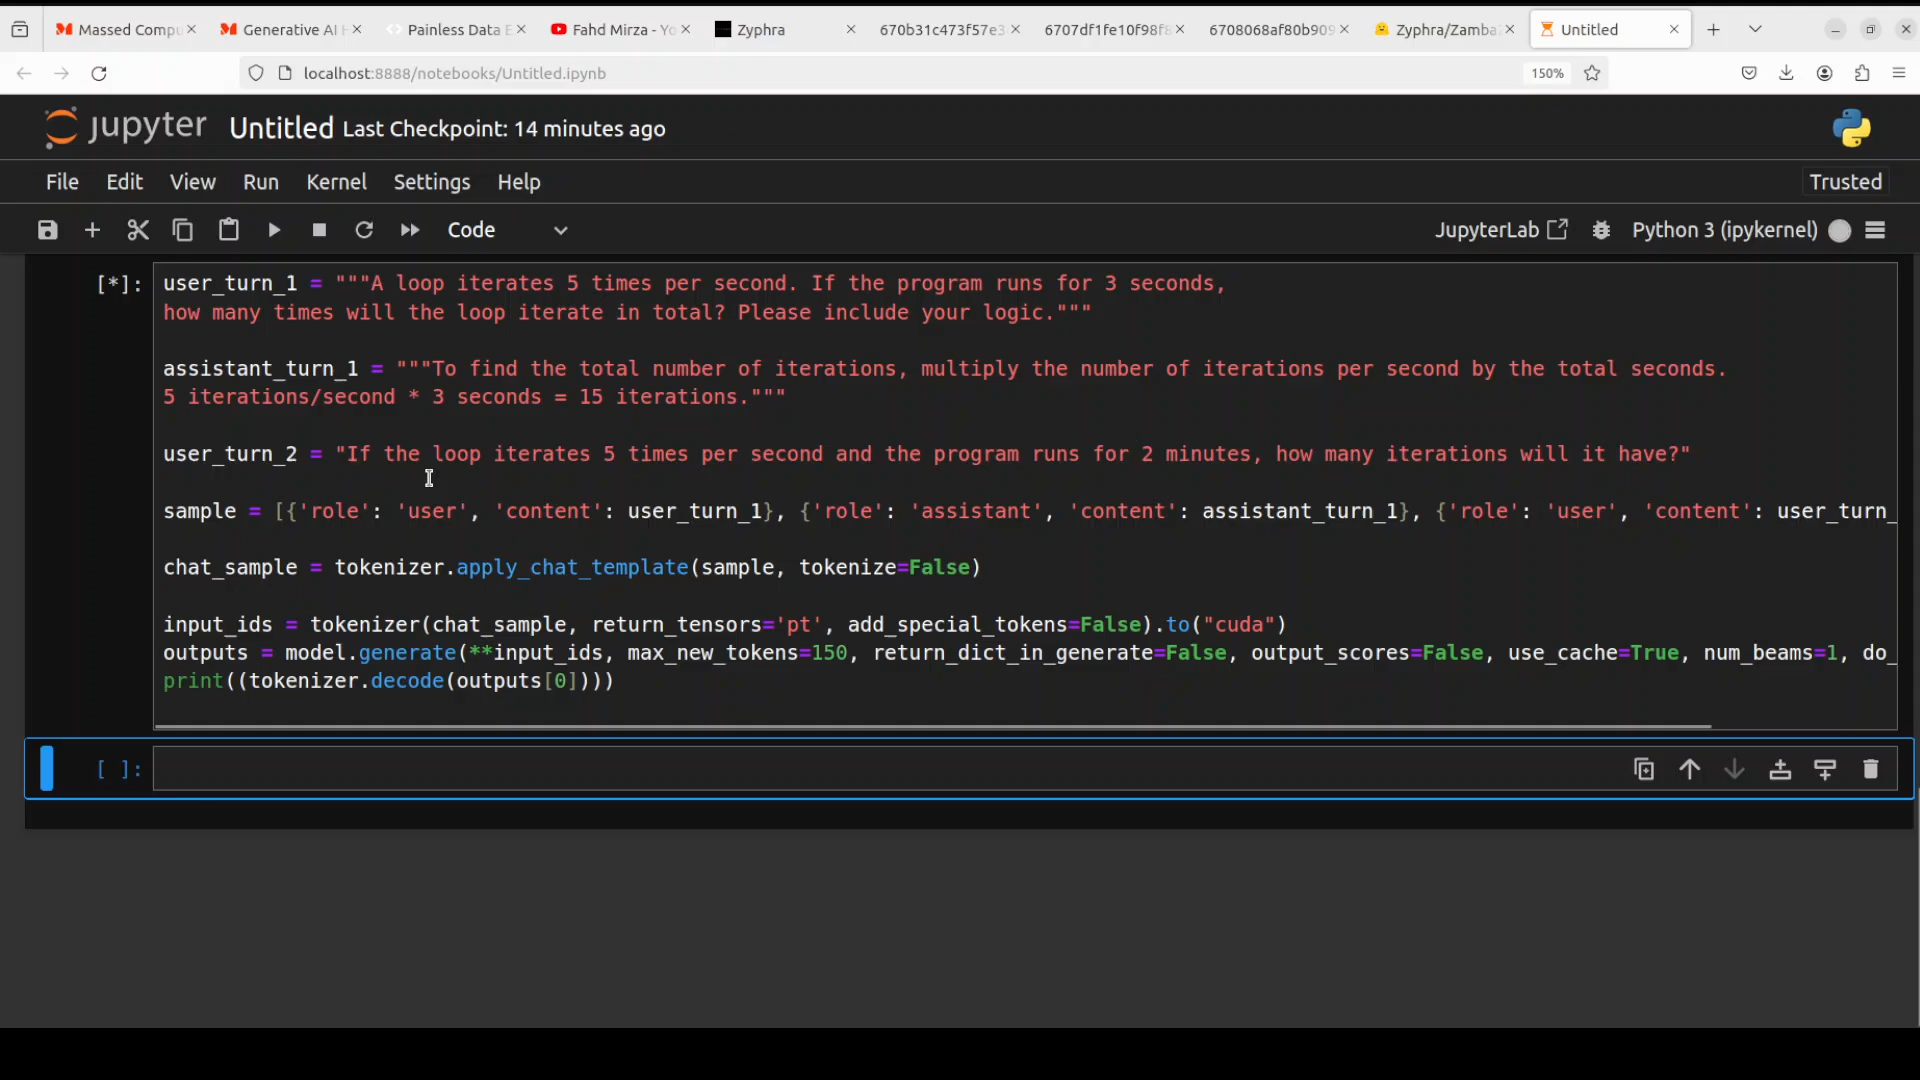 Massed Compu
Generative AI
Painless Data E
Fahd Mirza - Yo
Zyphra
670b31c473f57e3
6707df1fe10f98f8
6708068af80b909
Zyphra/Zamba
Untitled
localhost:8888/notebooks/Untitled.ipynb
150%
jupyter Untitled Last Checkpoint: 14 minutes ago
File Edit View Run Kernel Settings Help Trusted
Code JupyterLab Python 3 (ipykernel)
[*]: user_turn_1 = """A loop iterates 5 times per second. If the program runs for 3 seconds,
how many times will the loop iterate in total? Please include your logic."""
assistant_turn_1 = """To find the total number of iterations, multiply the number of iterations per second by the total seconds.
5 iterations/second * 3 seconds = 15 iterations."""
user_turn_2 = "If the loop iterates 5 times per second and the program runs for 2 minutes, how many iterations will it have?"
sample = [{'role': 'user', 'content': user_turn_1}, {'role': 'assistant', 'content': assistant_turn_1}, {'role': 'user', 'content': user_turn_
chat_sample = tokenizer.apply_chat_template(sample, tokenize=False)
input_ids = tokenizer(chat_sample, return_tensors='pt', add_special_tokens=False).to("cuda")
outputs = model.generate(**input_ids, max_new_tokens=150, return_dict_in_generate=False, output_scores=False, use_cache=True, num_beams=1, do_
print((tokenizer.decode(outputs[0])))
[ ]: